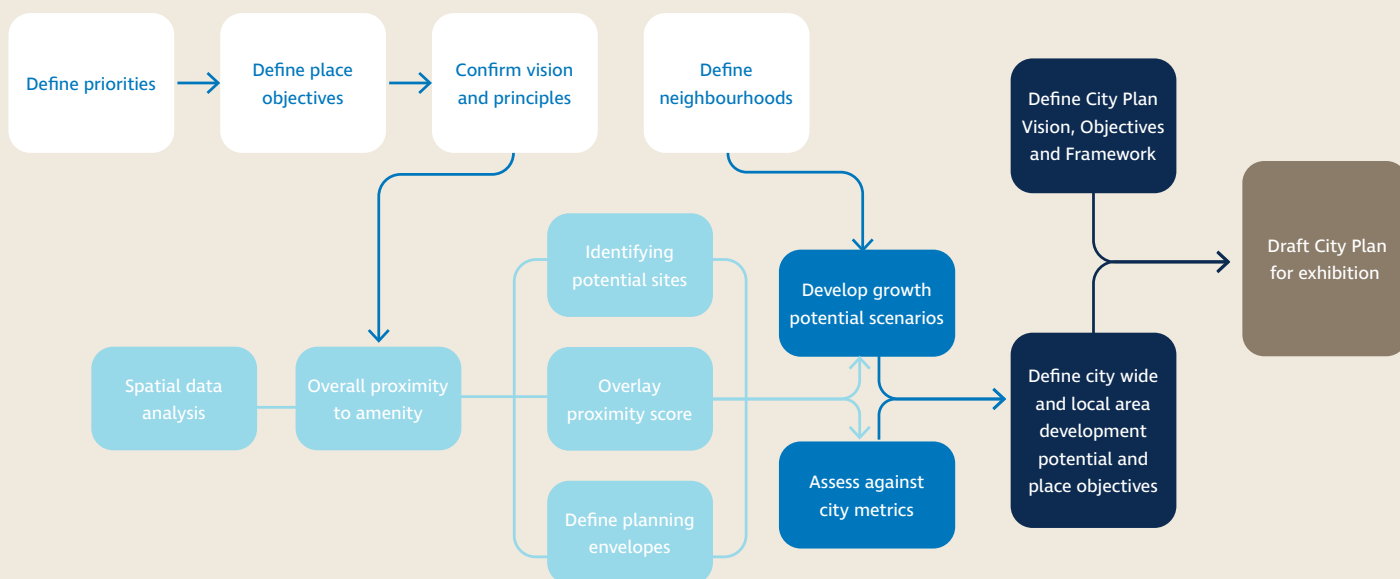 Define priorities
Define place
objectives
Confirm vision
and principles
Define
neighbourhoods
Define City Plan
Vision, Objectives
and Framework
Draft City Plan
for exhibition
Identifying
potential sites
Develop growth
potential scenarios
Spatial data
analysis
Overall proximity
to amenity
Overlay
proximity score
Define city wide
and local area
development
potential and
place objectives
Assess against
city metrics
Define planning
envelopes